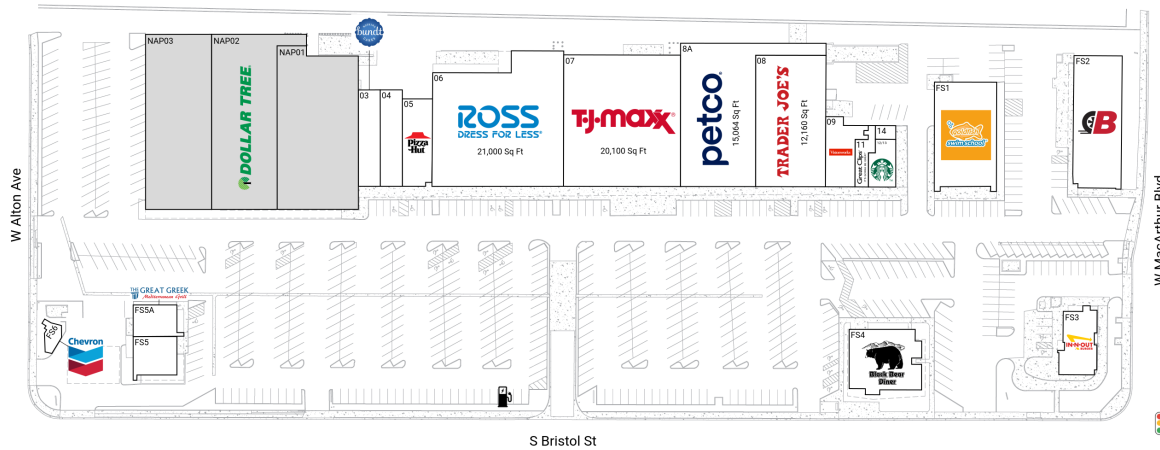 bundt
NAP03
NAP02
NAP01
DOLLAR TREE
03
04
05
Pizza
Hut
06
ROSS
DRESS FOR LESS
21,000 Sq Ft
07
T·J·maxx
20,100 Sq Ft
8A
petco
15,064 Sq Ft
08
TRADER JOE'S
12,160 Sq Ft
09
11
Great Clips
14
FS1
swim school
FS2
B
W Alton Ave
W MacArthur Blvd
THE GREAT GREEK
Mediterranean Grill
FS5A
FS5
FS6
Chevron
FS4
Black Bear
Diner
FS3
IN-N-OUT
BURGER
S Bristol St